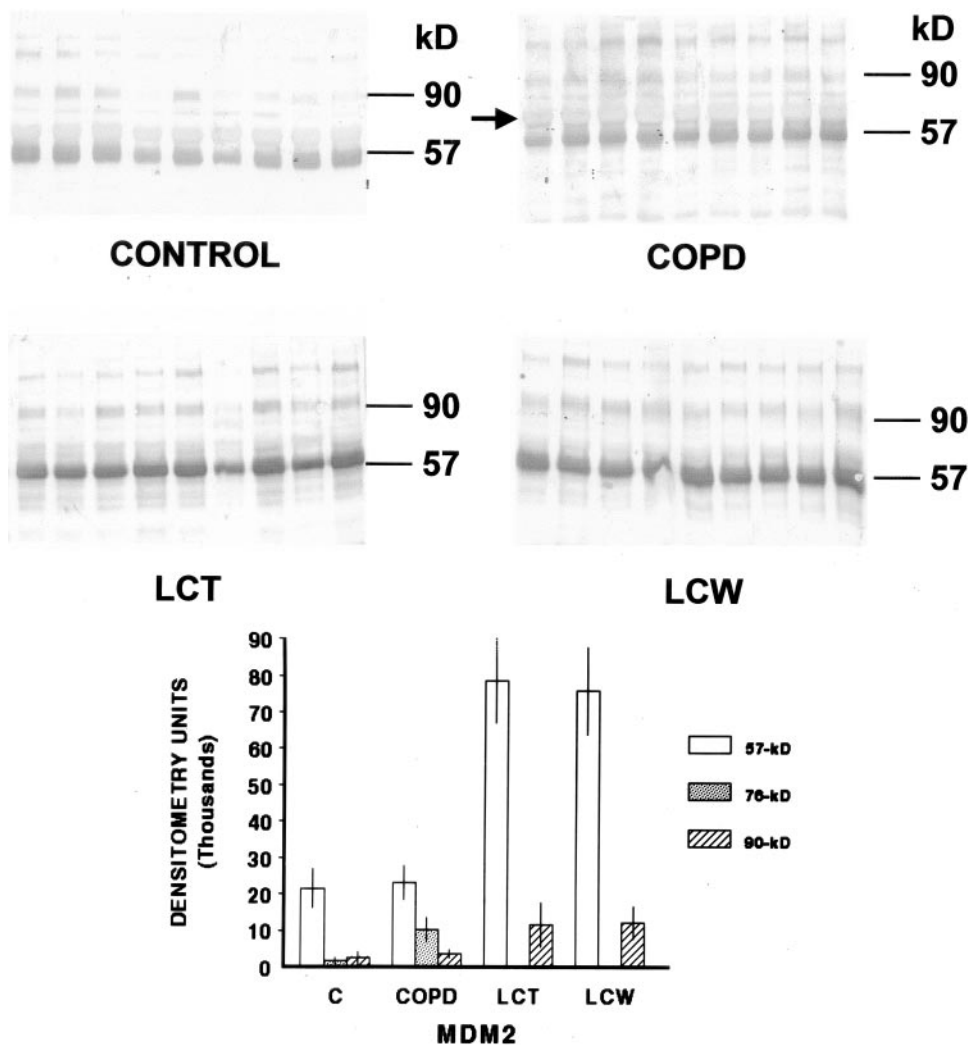 kD
90
57
CONTROL
kD
90
57
COPD
90
57
LCT
90
57
LCW
DENSITOMETRY UNITS
(Thousands)
90
80
70
60
50
40
30
20
10
0
C COPD LCT LCW
MDM2
57-kD
76-kD
90-kD